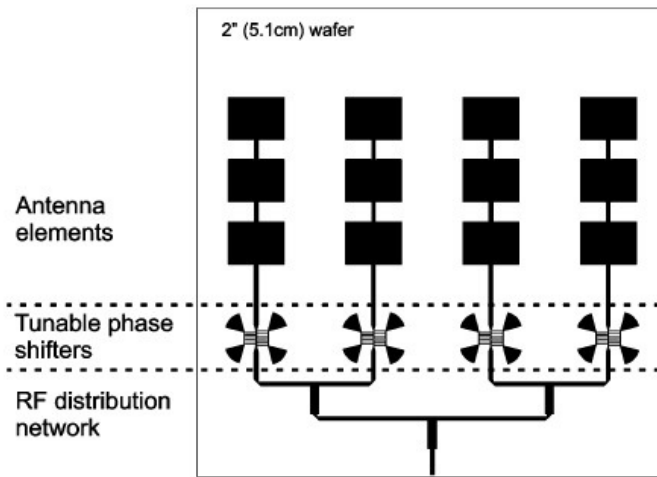 2" (5.1cm) wafer
Antenna
elements
Tunable phase
shifters
RF distribution
network